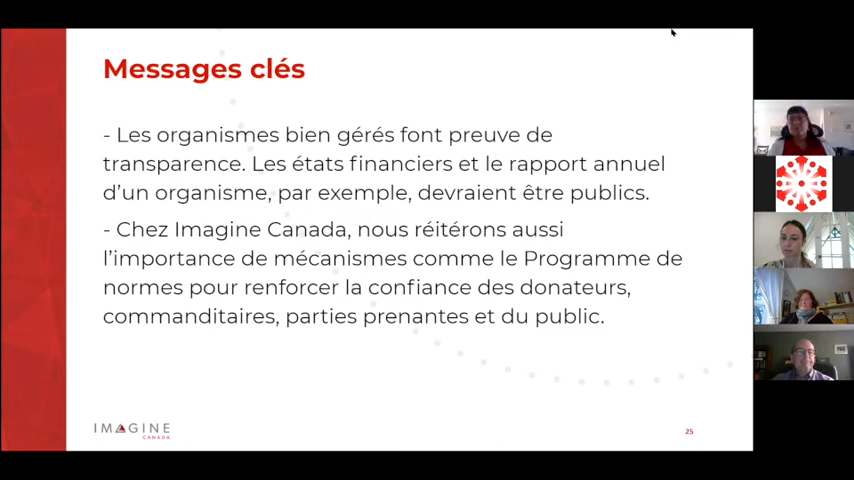 Messages clés
- Les organismes bien gérés font preuve de
transparence. Les états financiers et le rapport annuel
d’un organisme, par exemple, devraient être publics.
- Chez Imagine Canada, nous réitérons aussi
l’importance de mécanismes comme le Programme de
normes pour renforcer la confiance des donateurs,
commanditaires, parties prenantes et du public.
IMAGINE
CANADA
25